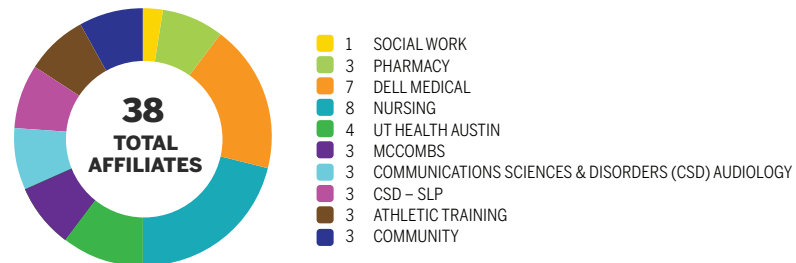 38
TOTAL
AFFILIATES
1 SOCIAL WORK
3 PHARMACY
7 DELL MEDICAL
8 NURSING
4 UT HEALTH AUSTIN
3 MCCOMBS
3 COMMUNICATIONS SCIENCES & DISORDERS (CSD) AUDIOLOGY
3 CSD – SLP
3 ATHLETIC TRAINING
3 COMMUNITY